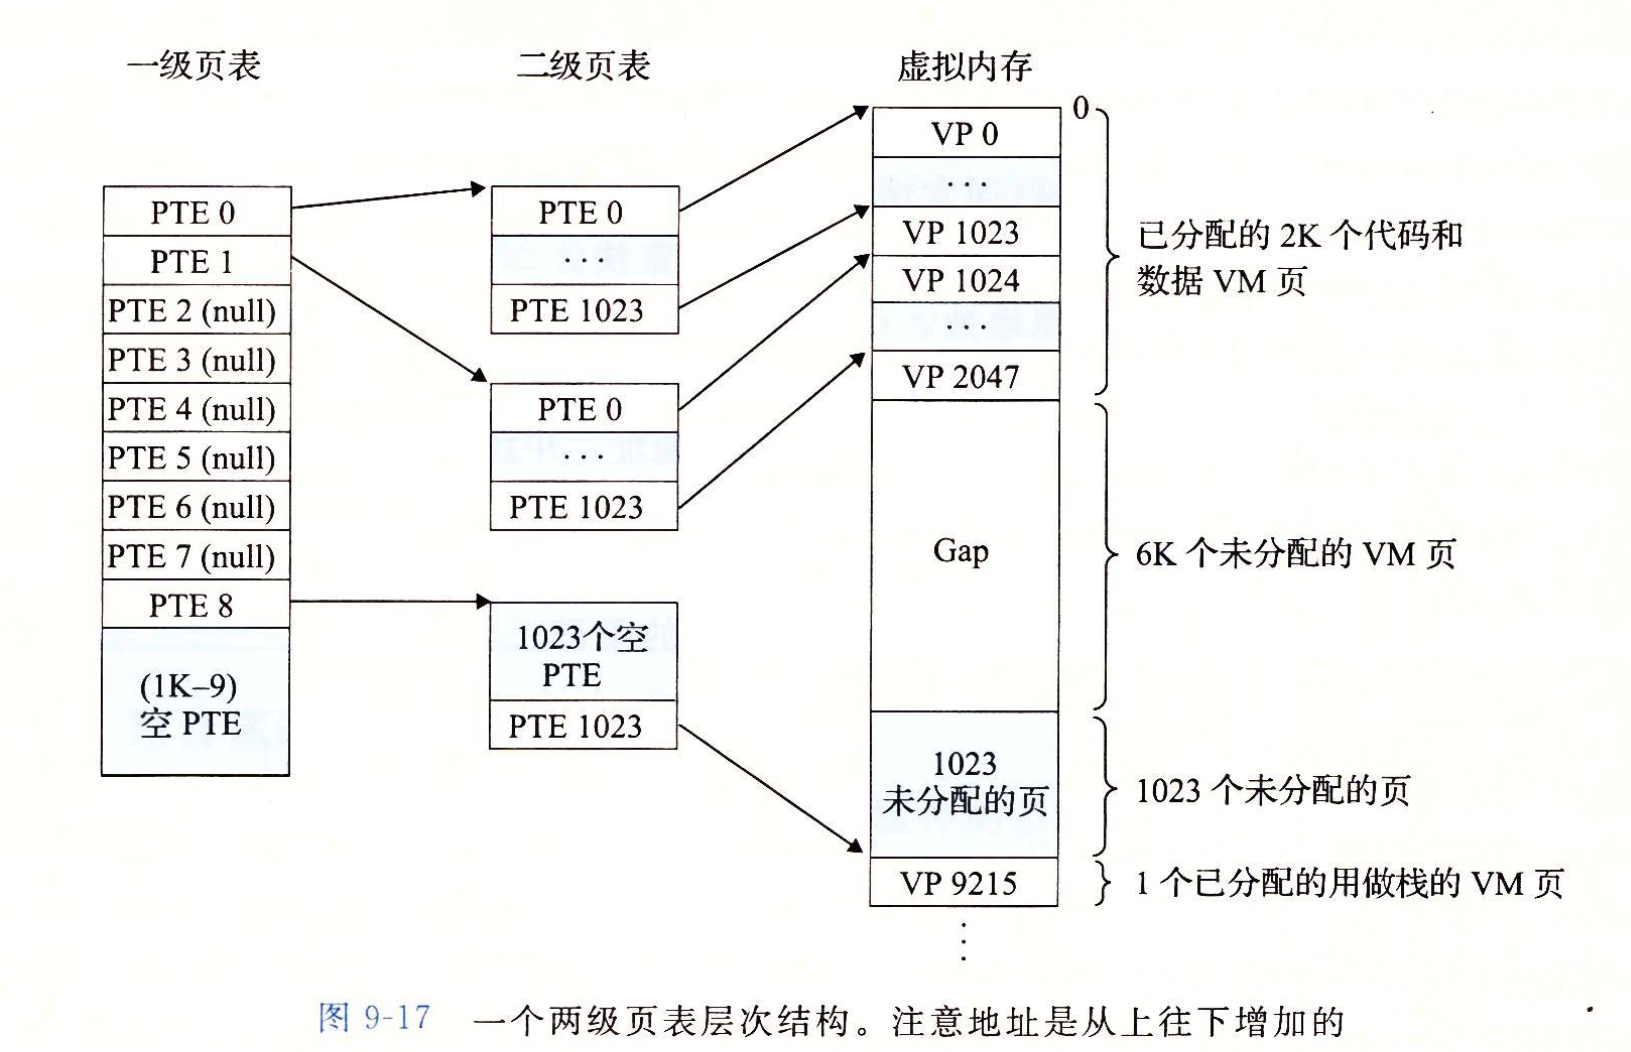 一级页表
二级页表
虚拟内存
PTE 0
PTE 1
PTE 2 (null)
PTE 3 (null)
PTE 4 (null)
PTE 5 (null)
PTE 6 (null)
PTE 7 (null)
PTE 8
(1K–9)
空 PTE
PTE 0
···
PTE 1023
PTE 0
···
PTE 1023
1023个空
PTE
PTE 1023
0
VP 0
···
VP 1023
VP 1024
···
VP 2047
Gap
1023
未分配的页
VP 9215
⋮
已分配的 2K 个代码和
数据 VM 页
6K 个未分配的 VM 页
1023 个未分配的页
1 个已分配的用做栈的 VM 页
图 9-17 一个两级页表层次结构。注意地址是从上往下增加的